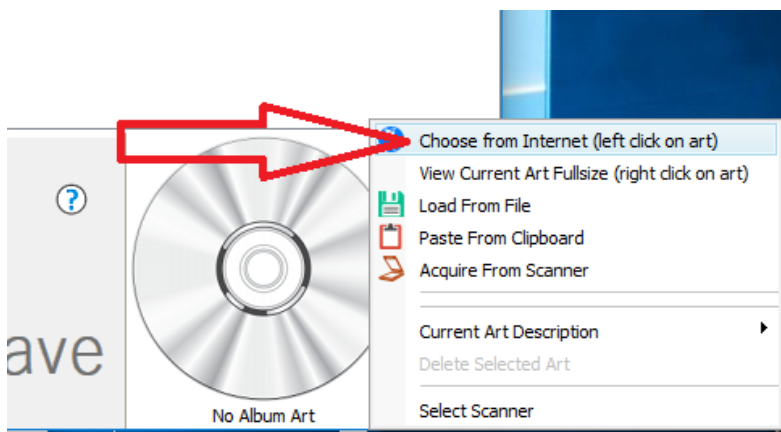 Choose from Internet (left click on art)
View Current Art Fullsize (right click on art)
?
Load From File
Paste From Clipboard
Acquire From Scanner
Current Art Description
ave
Delete Selected Art
No Album Art
Select Scanner